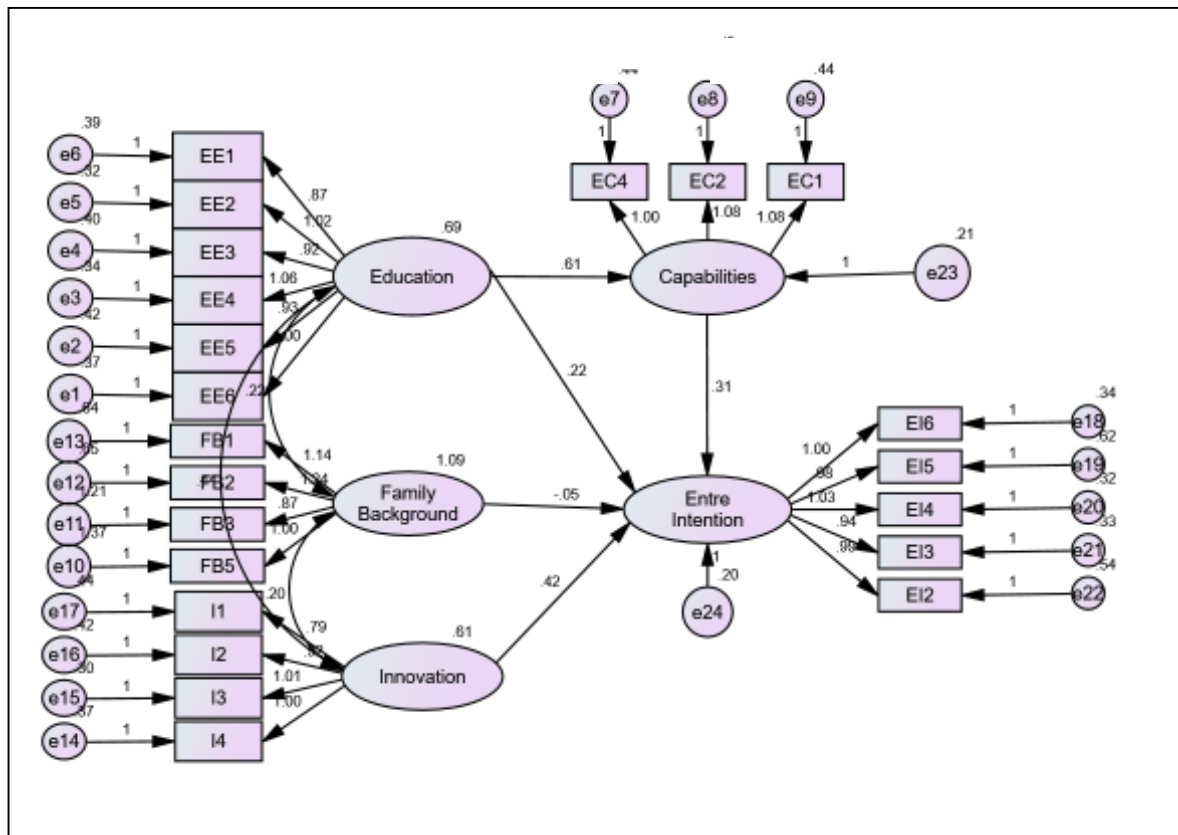 .44
.44
e7
e8
e9
1
1
1
EC4
EC2
EC1
1.00
1.08
1.08
.39
e6
1
EE1
.87
.32
e5
1
EE2
1.02
.40
e4
1
EE3
.92
.34
e3
1
EE4
1.06
.42
e2
1
EE5
.93
.37
e1
1
EE6
.69
Education
.61
Capabilities
1
.21
e23
.22
.22
.31
e13
1
FB1
1.14
e12
1
FB2
1.21
e11
1
FB3
.87
1.37
e10
1
FB5
1.00
1.09
Family
Background
-.05
Entre
Intention
1
.20
e24
1.00
EI6
1
.34
e18
.98
EI5
1
.62
e19
1.03
EI4
1
.32
e20
.94
EI3
1
.33
e21
.99
EI2
1
.54
e22
.44
e17
1
I1
.20
.79
.42
e16
1
I2
e15
1
I3
1.01
.37
e14
1
I4
1.00
.61
Innovation
.42